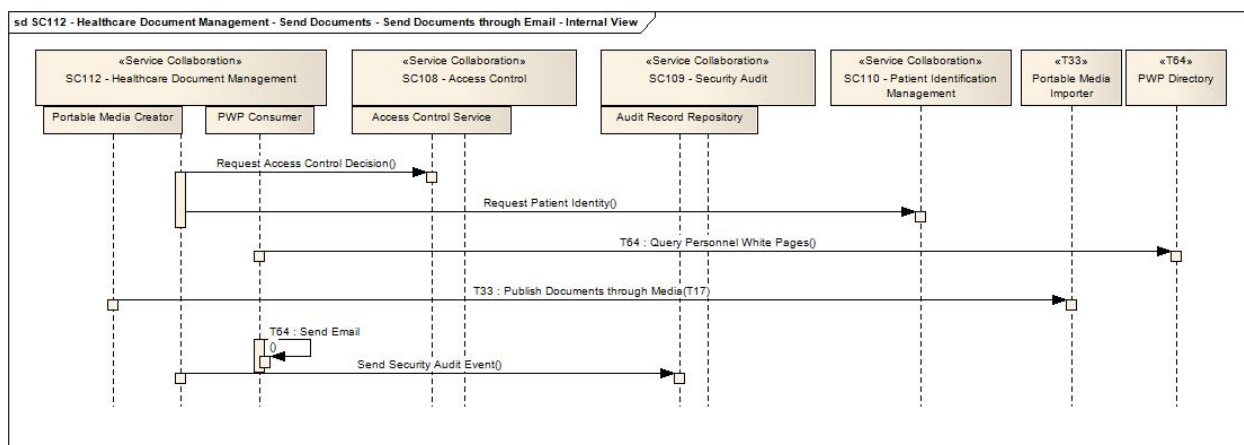 sd SC112 - Healthcare Document Management - Send Documents - Send Documents through Email - Internal View
«Service Collaboration»
SC112 - Healthcare Document Management
«Service Collaboration»
SC108 - Access Control
«Service Collaboration»
SC109 - Security Audit
«Service Collaboration»
SC110 - Patient Identification
Management
«T33»
Portable Media
Importer
«T64»
PWP Directory
Portable Media Creator
PWP Consumer
Access Control Service
Audit Record Repository
Request Access Control Decision()
Request Patient Identity()
T64 : Query Personnel White Pages()
T33 : Publish Documents through Media(T17)
T64 : Send Email
()
Send Security Audit Event()